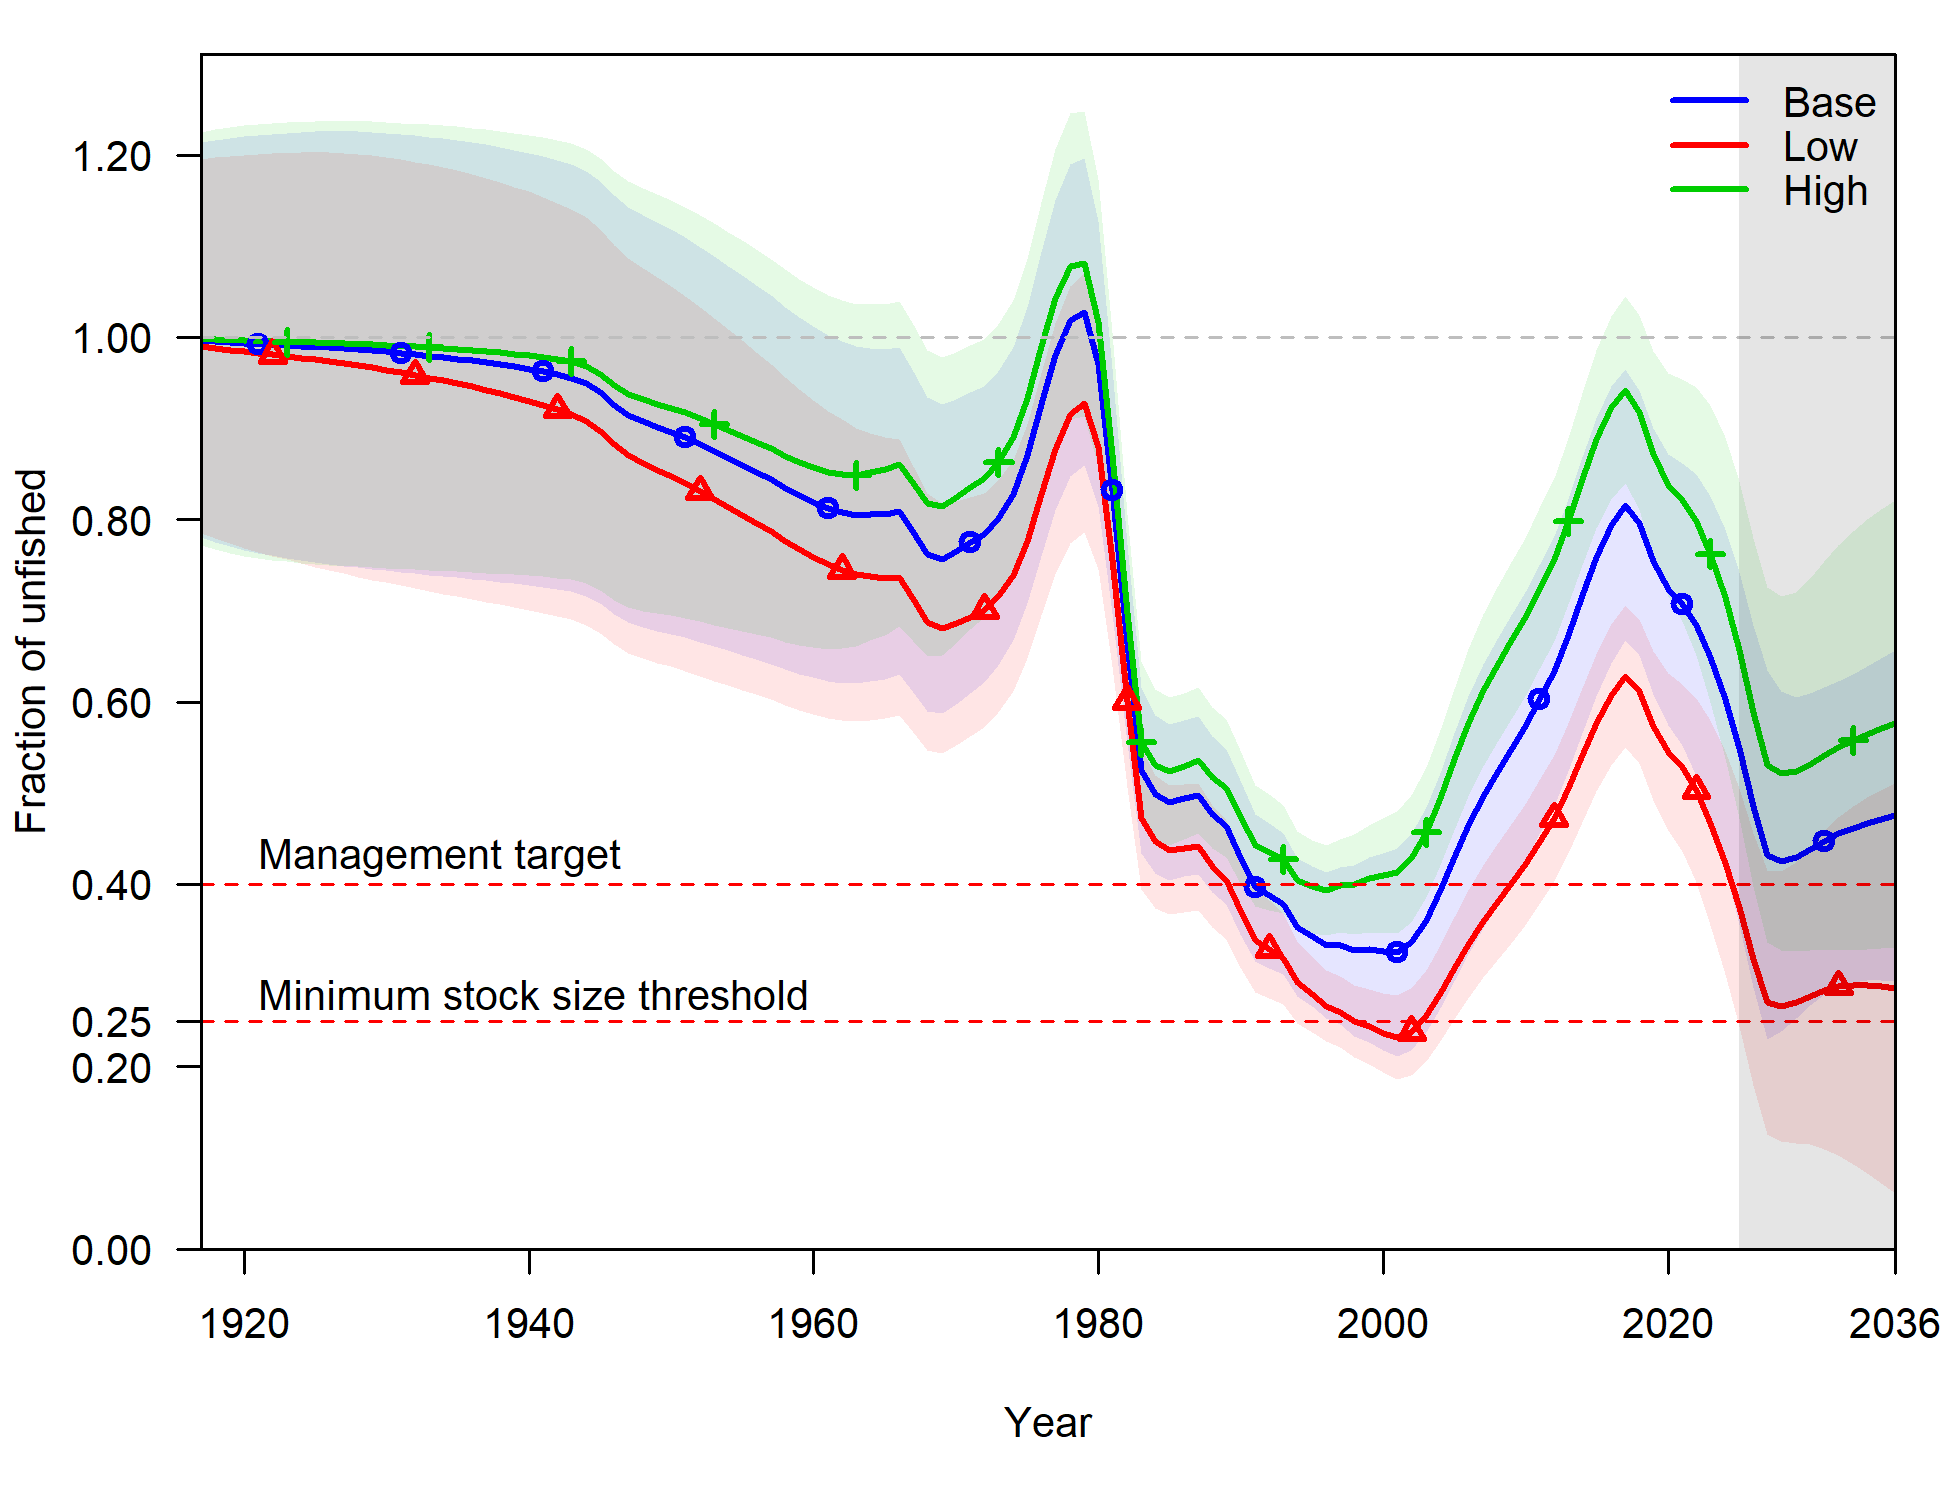 Base
Low
High
1.20
1.00
0.80
0.60
0.40
0.25
0.20
0.00
Fraction of unfished
Management target
Minimum stock size threshold
1920
1940
1960
1980
2000
2020
2036
Year